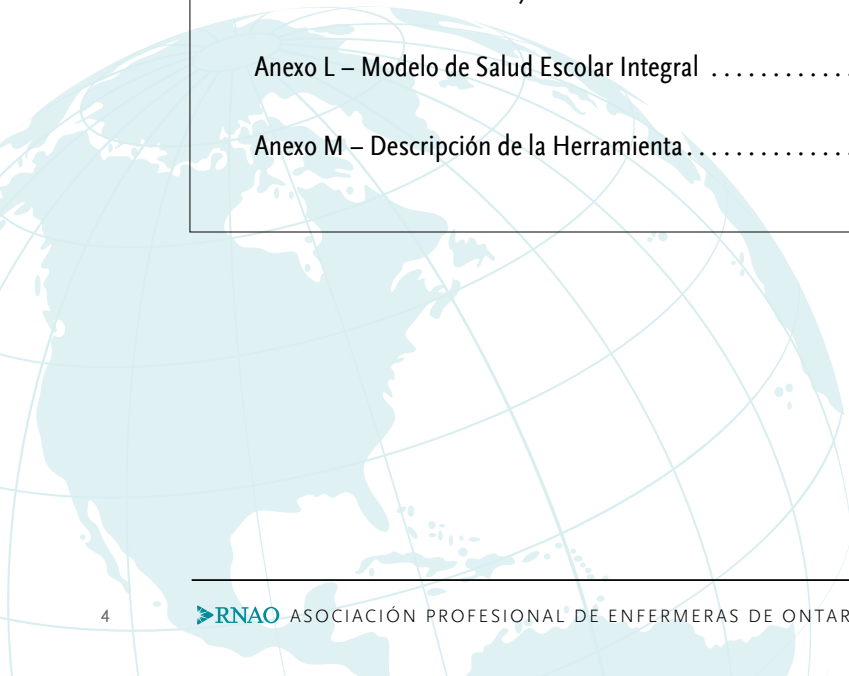 Anexo L – Modelo de Salud Escolar Integral . . . . . . . . . . . . .
Anexo M – Descripción de la Herramienta. . . . . . . . . . . . . . .
4
RNAO ASOCIACIÓN PROFESIONAL DE ENFERMERAS DE ONTAR